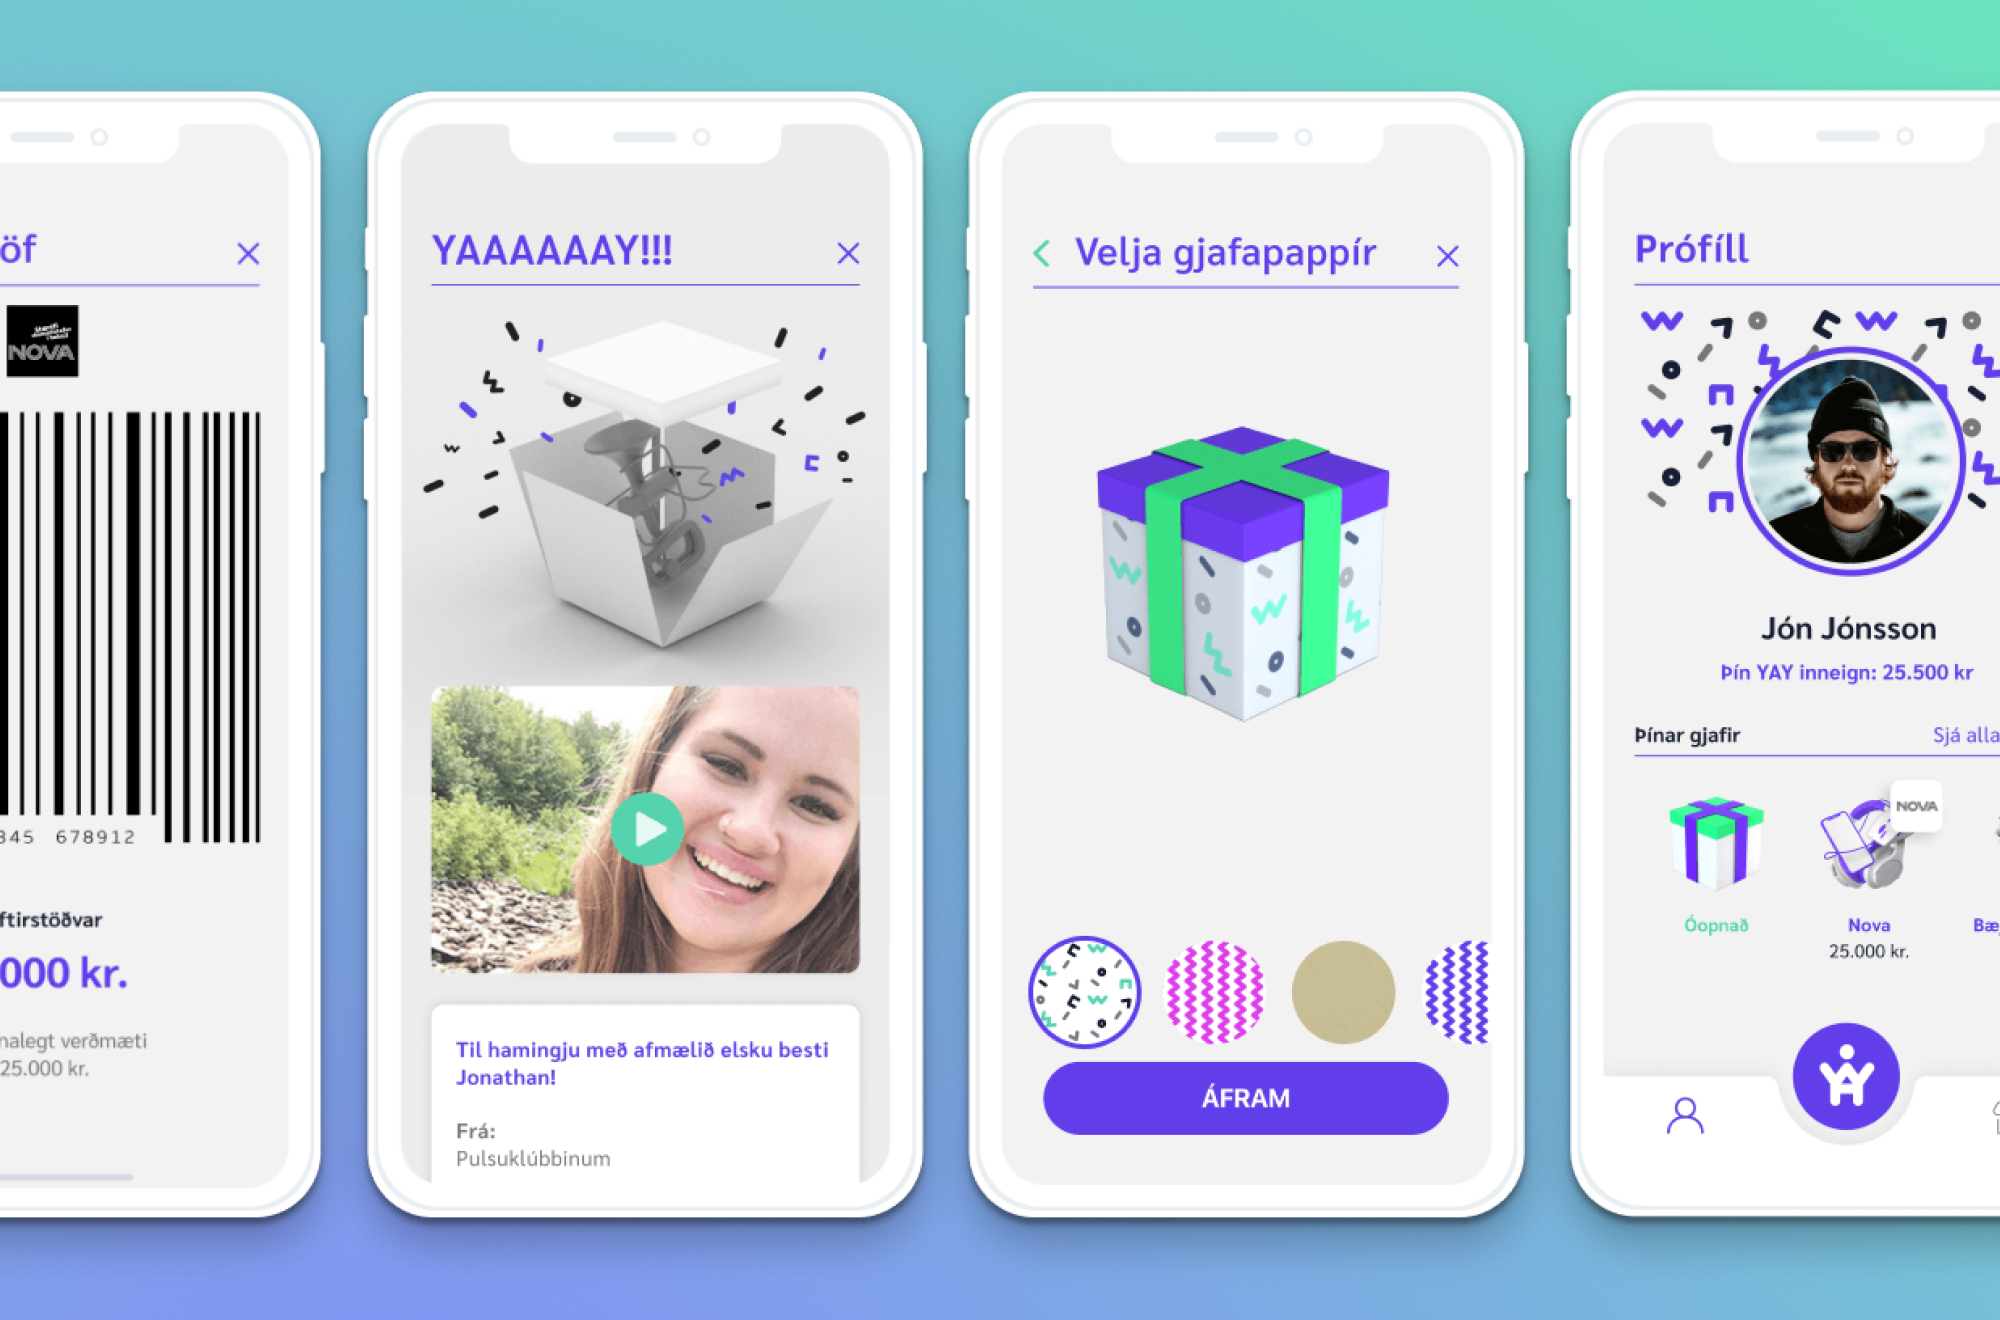 öf
NOVA
345 678912
ftirstöðvar
000 kr.
nalegt verðmæti
25.000 kr.
YAAAAAAY!!!
Til hamingju með afmælið elsku besti
Jonathan!
Frá:
Pulsuklúbbinum
Velja gjafapappír
ÁFRAM
Prófíll
Jón Jónsson
Þín YAY inneign: 25.500 kr
Þínar gjafir
Sjá alla
NOVA
Óopnað
Nova
25.000 kr.
Bæj
YAY